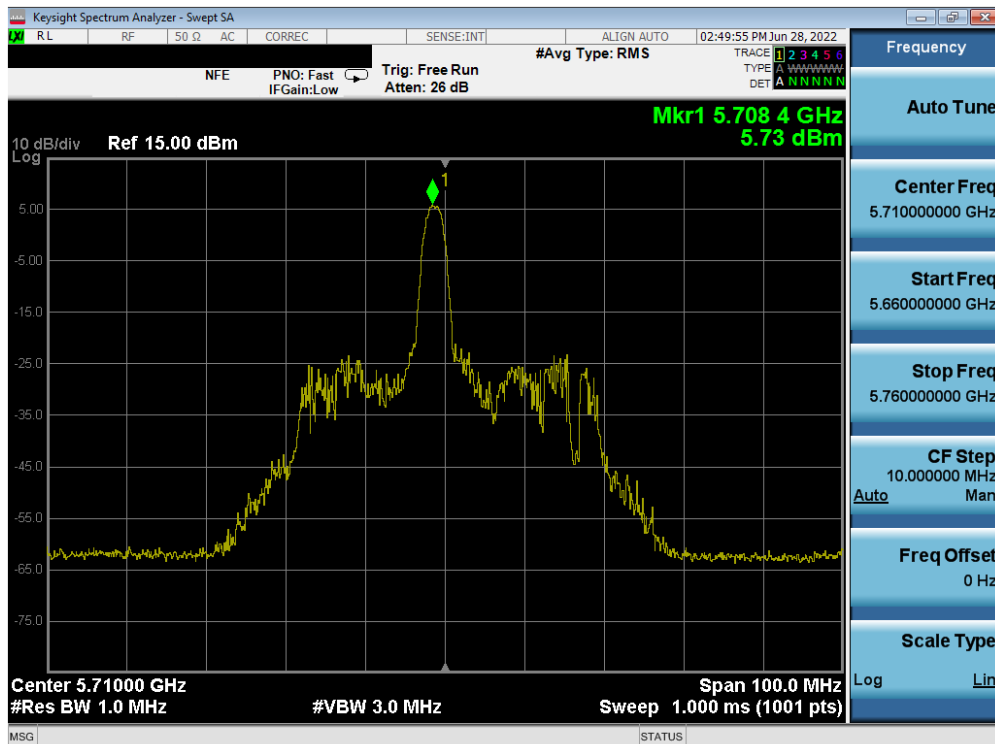 Keysight Spectrum Analyzer - Swept SA
LXI RL RF 50 Ω AC CORREC SENSE:INT ALIGN AUTO 02:49:55 PM Jun 28, 2022
Frequency
#Avg Type: RMS
TRACE 1 2 3 4 5 6
NFE PNO: Fast Trig: Free Run
TYPE A WWWWW
IFGain:Low Atten: 26 dB
DET A N N N N N
Auto Tune
Mkr1 5.708 4 GHz
5.73 dBm
10 dB/div Ref 15.00 dBm
Log
1
Center Freq
5.710000000 GHz
5.00
-5.00
-15.0
-25.0
-35.0
-45.0
-55.0
-65.0
-75.0
Start Freq
5.660000000 GHz
Stop Freq
5.760000000 GHz
CF Step
10.000000 MHz
Auto Man
Freq Offset
0 Hz
Scale Type
Log Lin
Center 5.71000 GHz Span 100.0 MHz
#Res BW 1.0 MHz #VBW 3.0 MHz Sweep 1.000 ms (1001 pts)
MSG STATUS